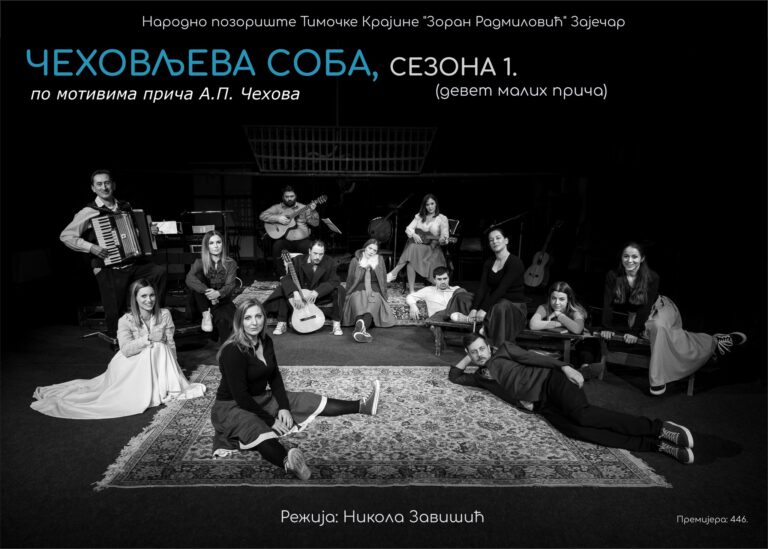 Народно позориште Тимочке Крајине "Зоран Радмиловић" Зајечар
ЧЕХОВЉЕВА СОБА, СЕЗОНА 1.
по мотивима прича А.П. Чехова (девет малих прича)
Режија: Никола Завишић
Премијера: 446.